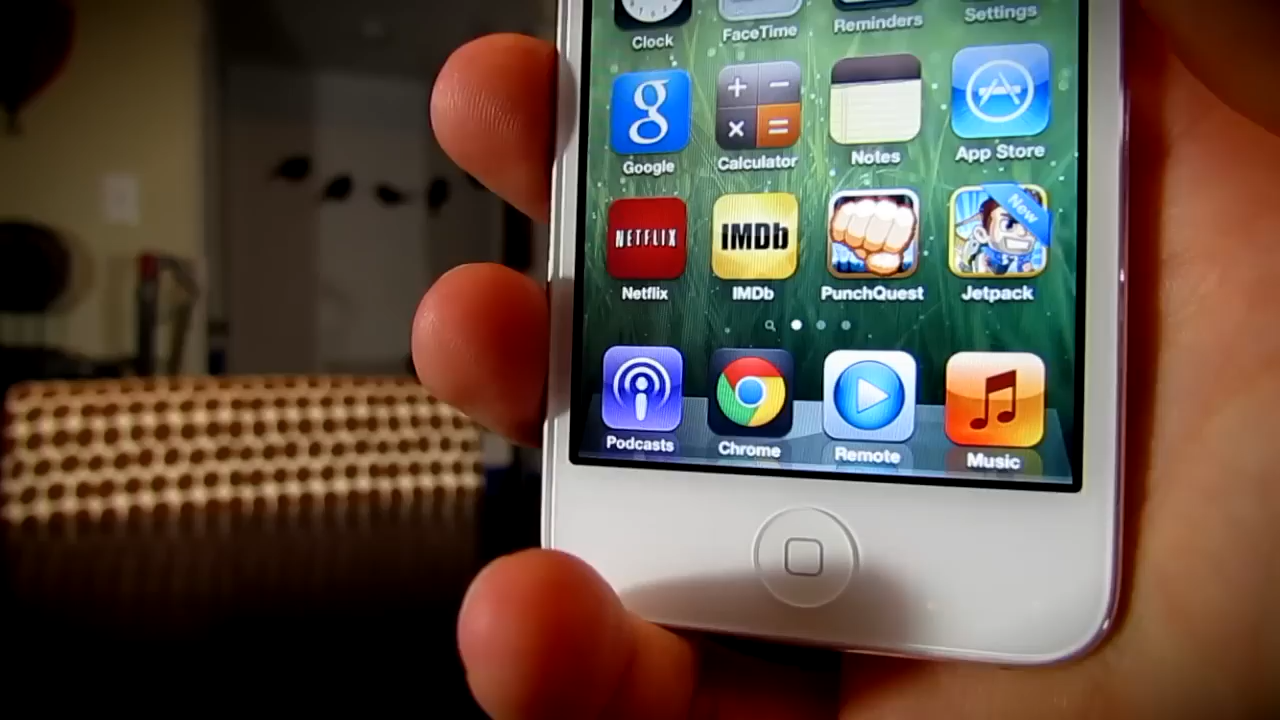 Clock FaceTime Reminders Settings
g
Google Calculator Notes App Store
NETFLIX IMDb New
Netflix IMDb PunchQuest Jetpack
Podcasts Chrome Remote Music